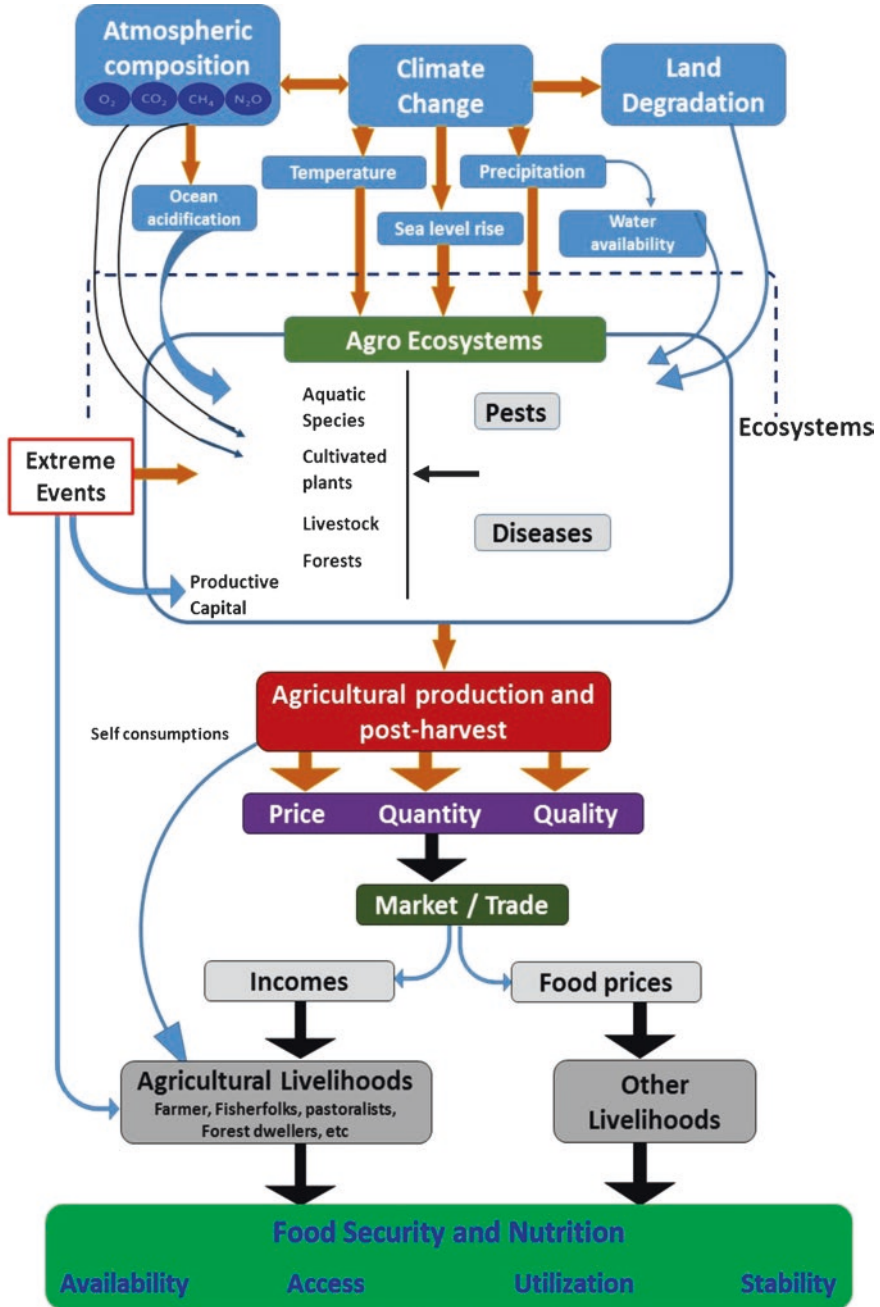 Atmospheric
composition
O₂ CO₂ CH₄ N₂O
Climate
Change
Land
Degradation
Temperature
Precipitation
Ocean
acidification
Sea level rise
Water
availability
Agro Ecosystems
Aquatic
Species
Pests
Ecosystems
Extreme
Events
Cultivated
plants
Livestock
Diseases
Forests
Productive
Capital
Agricultural production and
post-harvest
Self consumptions
Price Quantity Quality
Market / Trade
Incomes
Food prices
Agricultural Livelihoods
Farmer, Fisherfolks, pastoralists,
Forest dwellers, etc
Other
Livelihoods
Food Security and Nutrition
Availability Access Utilization Stability